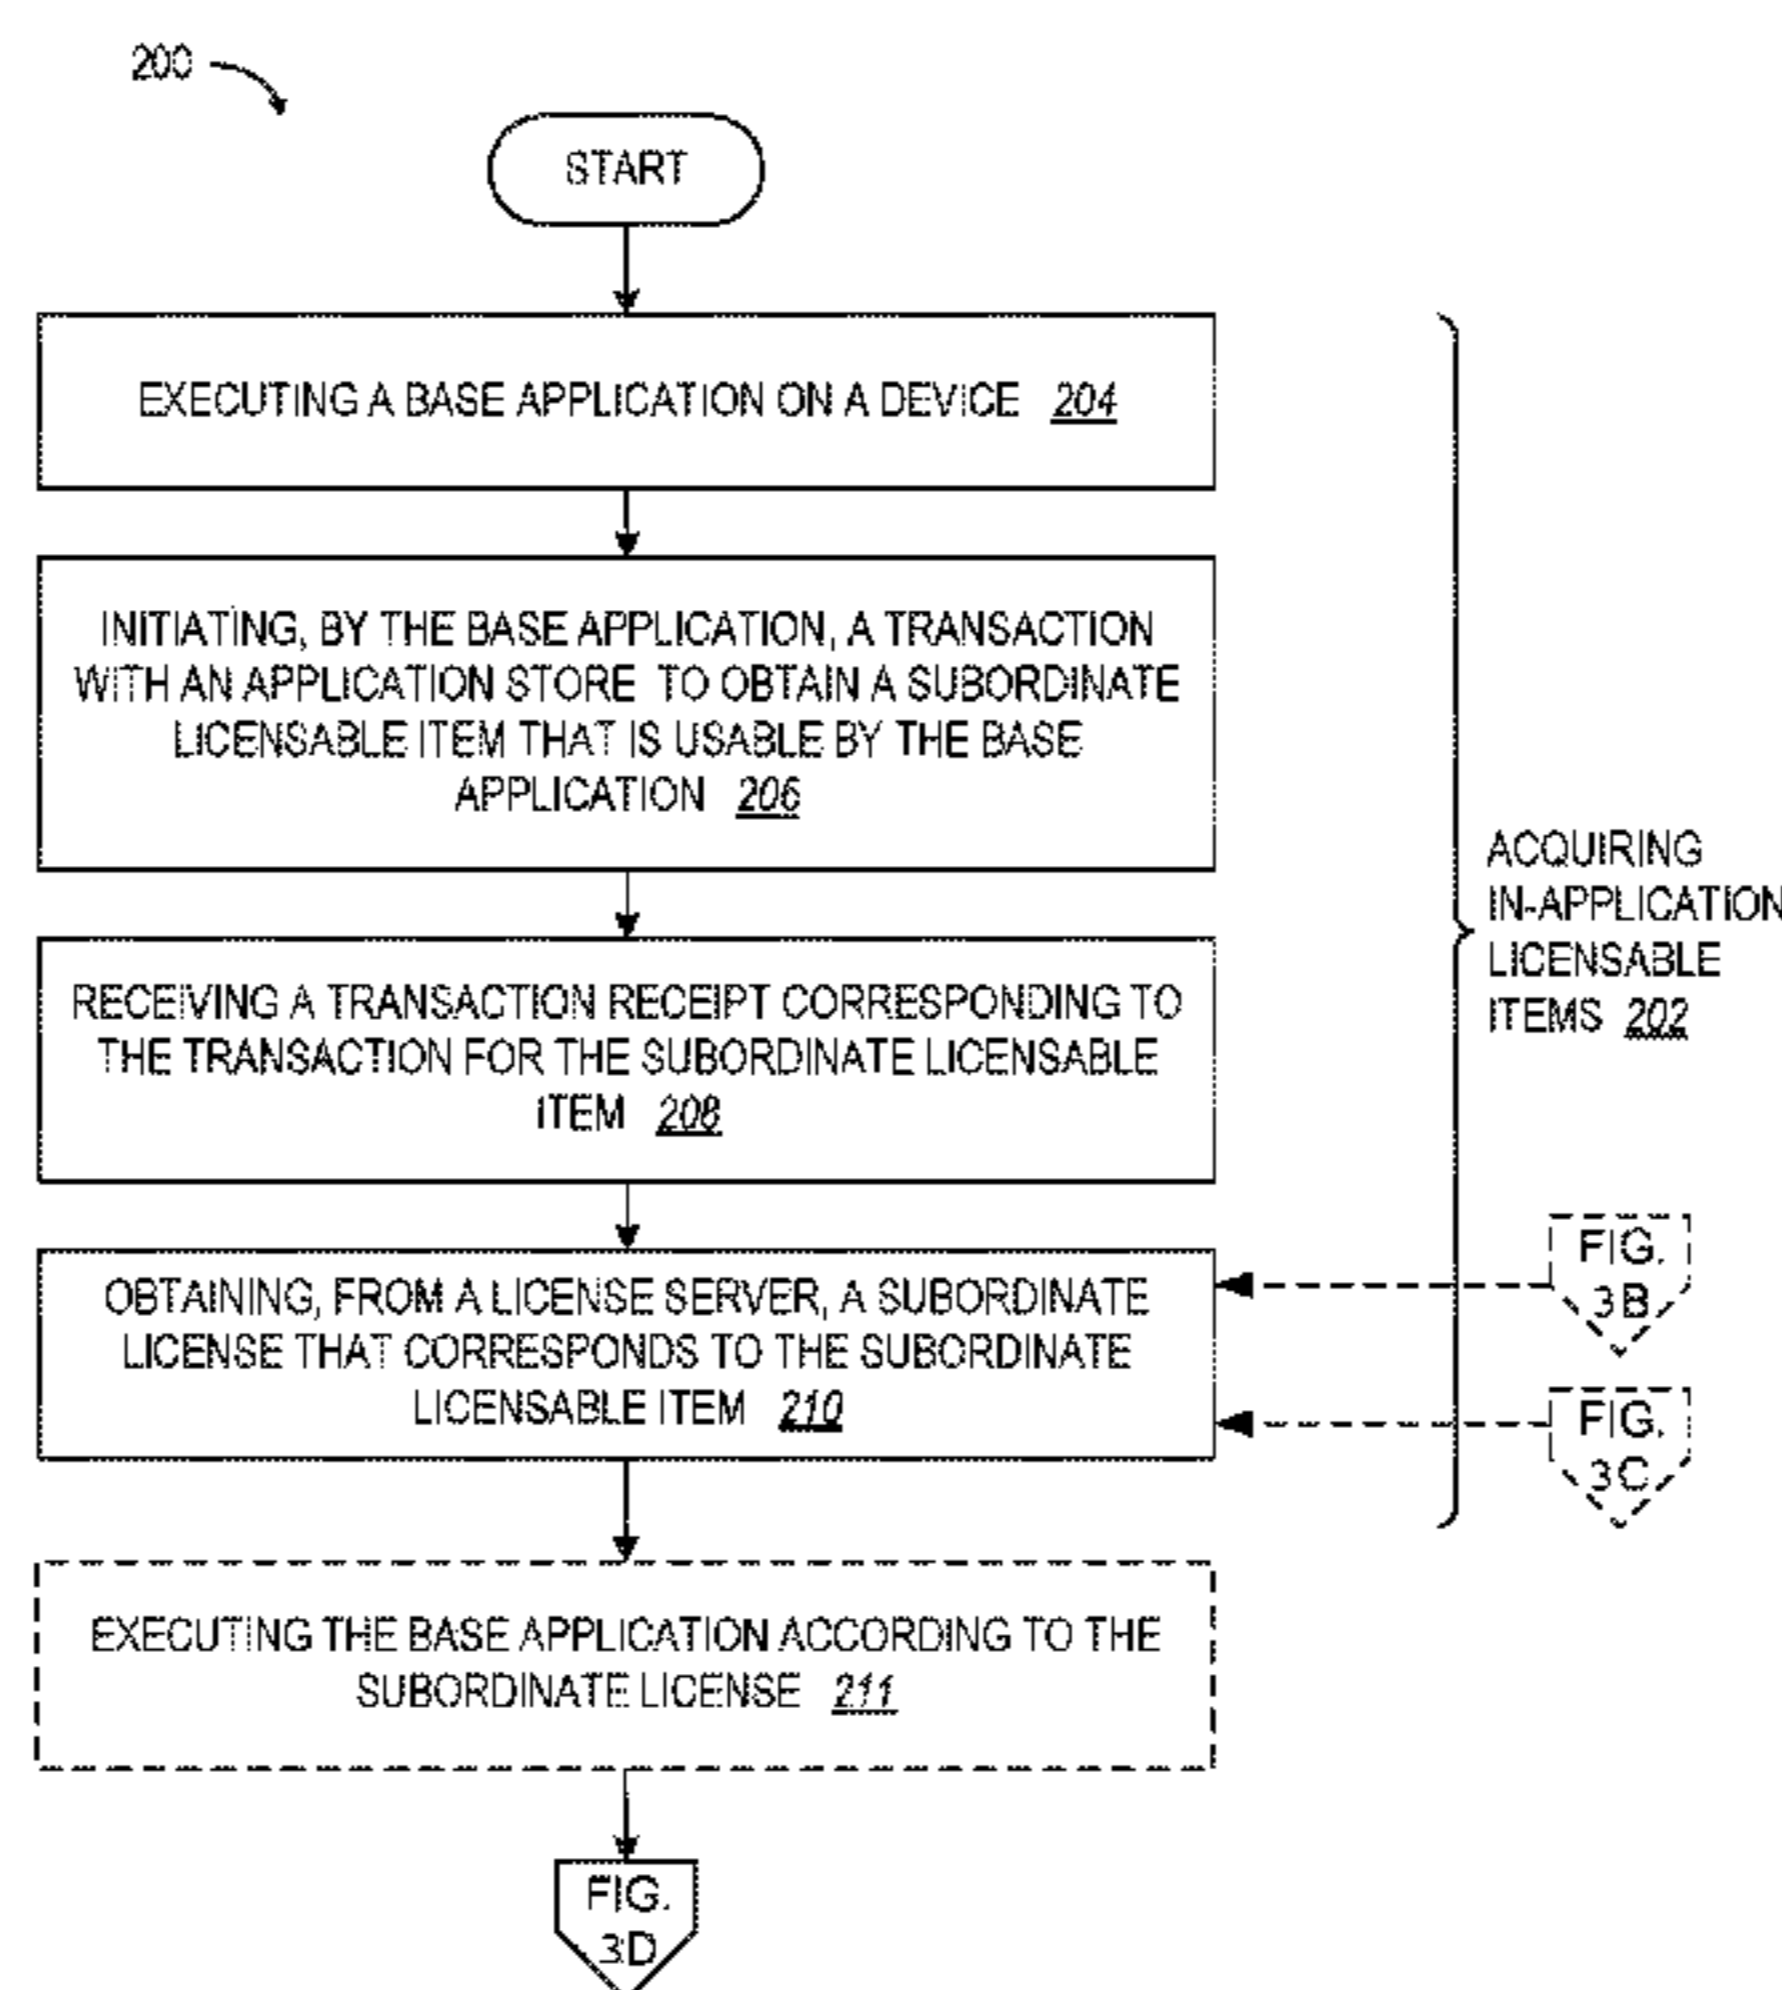 200
START
EXECUTING A BASE APPLICATION ON A DEVICE 204
INITIATING, BY THE BASE APPLICATION, A TRANSACTION
WITH AN APPLICATION STORE TO OBTAIN A SUBORDINATE
LICENSABLE ITEM THAT IS USABLE BY THE BASE
APPLICATION 206
RECEIVING A TRANSACTION RECEIPT CORRESPONDING TO
THE TRANSACTION FOR THE SUBORDINATE LICENSABLE
ITEM 208
OBTAINING, FROM A LICENSE SERVER, A SUBORDINATE
LICENSE THAT CORRESPONDS TO THE SUBORDINATE
LICENSABLE ITEM 210
EXECUTING THE BASE APPLICATION ACCORDING TO THE
SUBORDINATE LICENSE 211
FIG.
3D
ACQUIRING
IN-APPLICATION
LICENSABLE
ITEMS 202
FIG.
3B
FIG.
3C